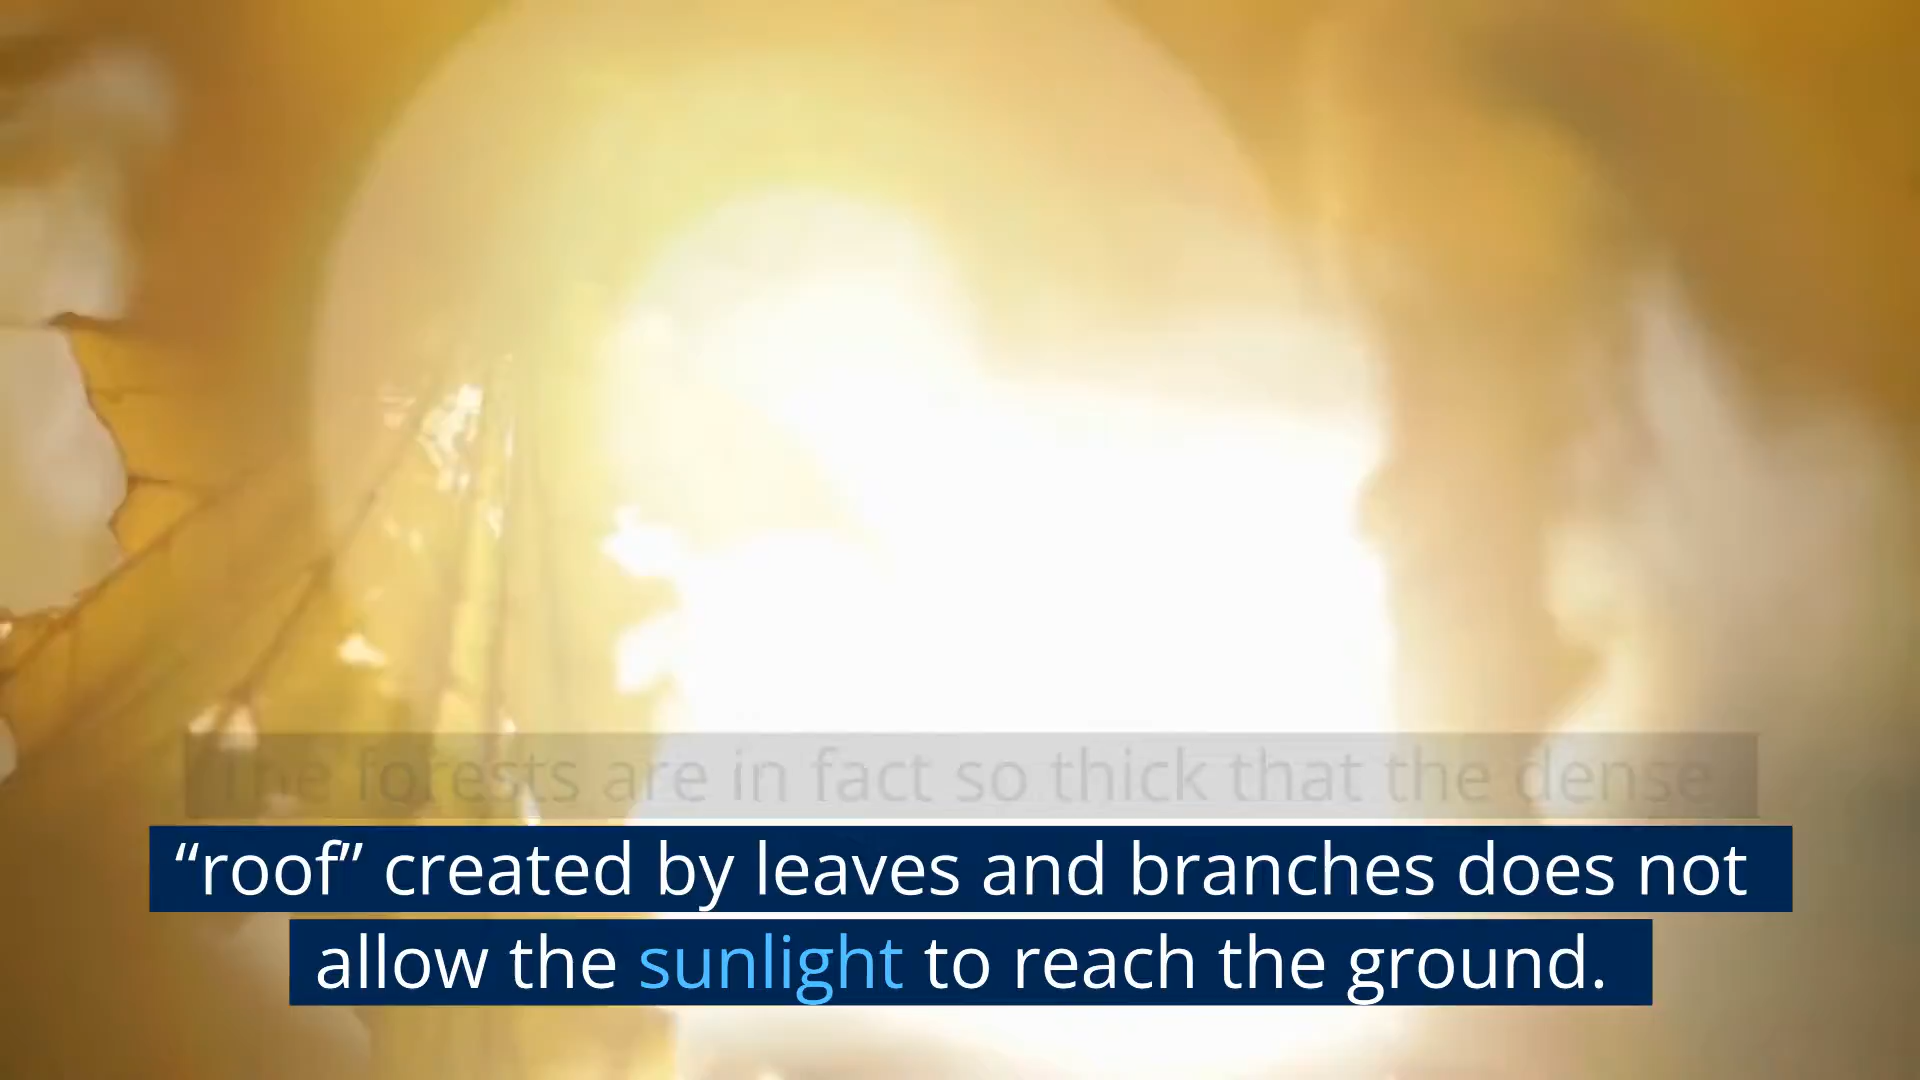 The forests are in fact so thick that the dense
“roof” created by leaves and branches does not
allow the sunlight to reach the ground.